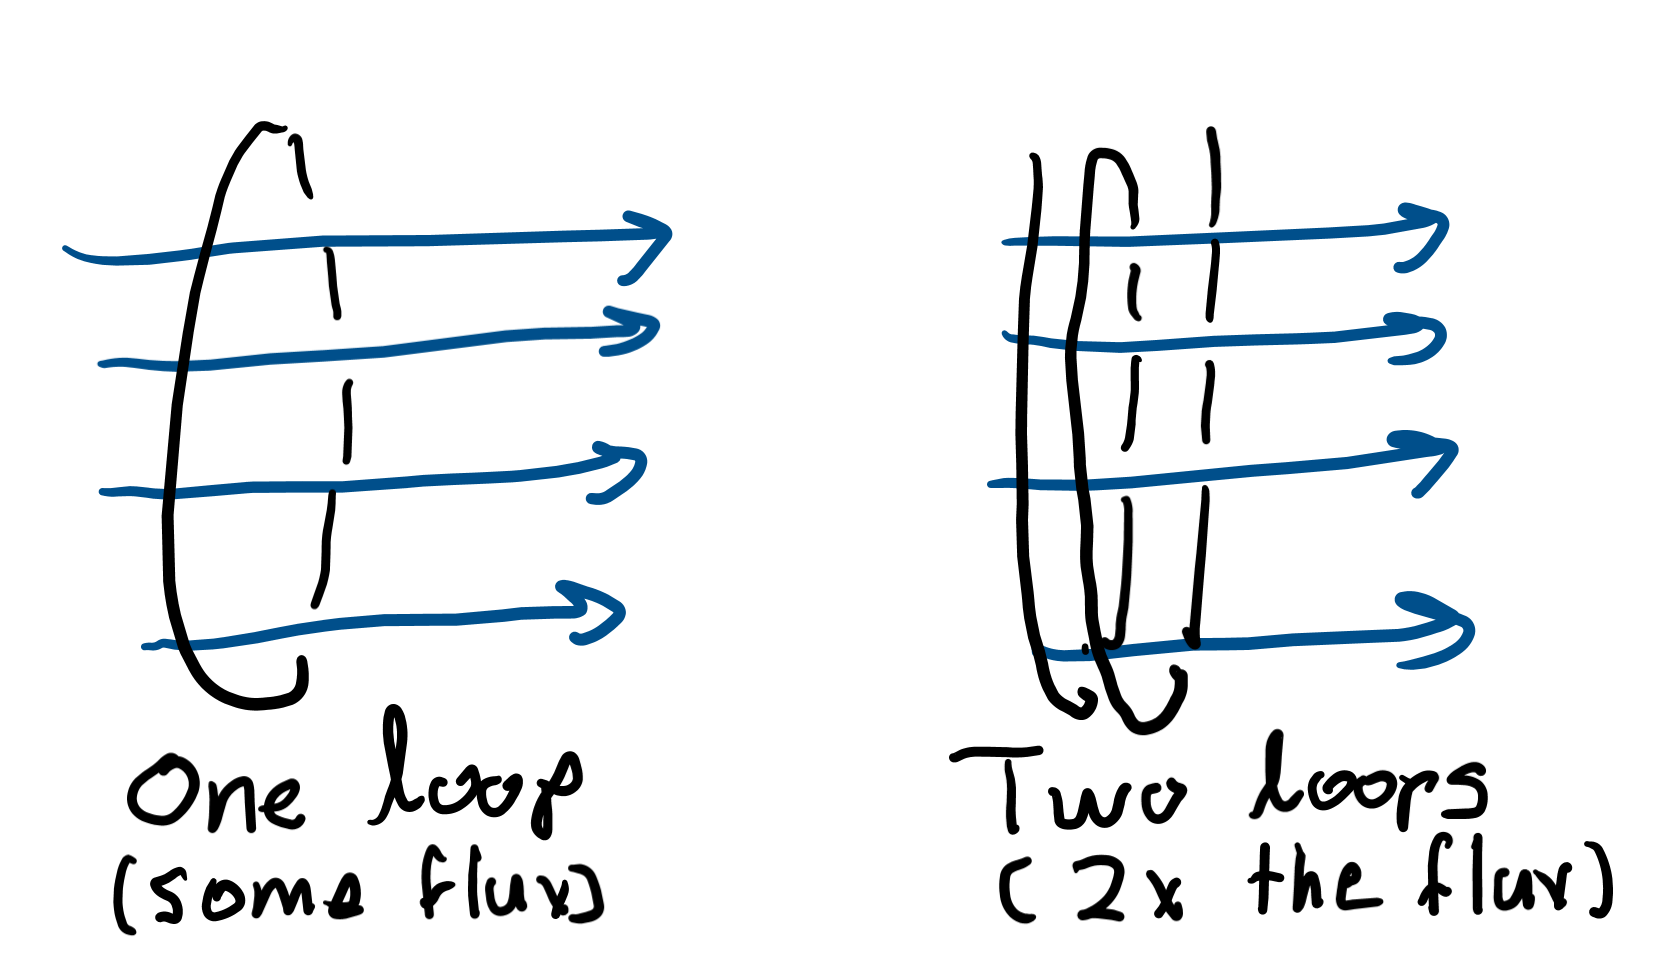 One loop
(some flux)
Two loops
(2x the flux)